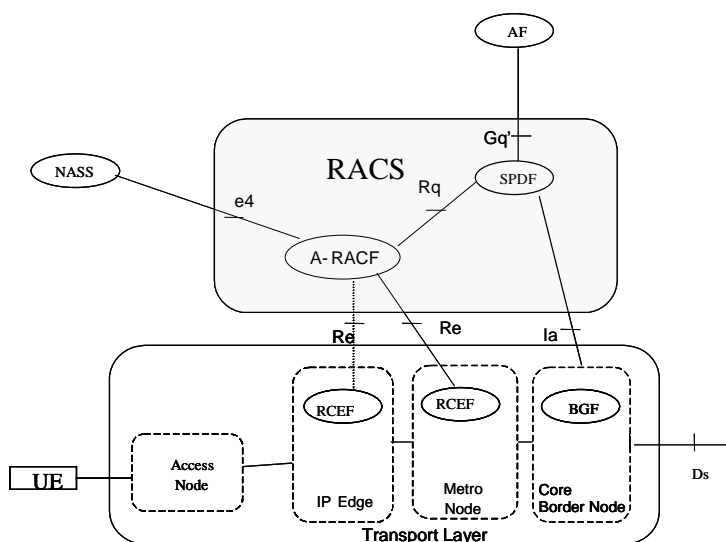 AF
Gq'
RACS
NASS
Rq
SPDF
e4
A- RACF
Re
Re
Ia
RCEF
RCEF
BGF
Access
Node
UE
IP Edge
Metro
Node
Core
Border Node
Ds
Transport Layer